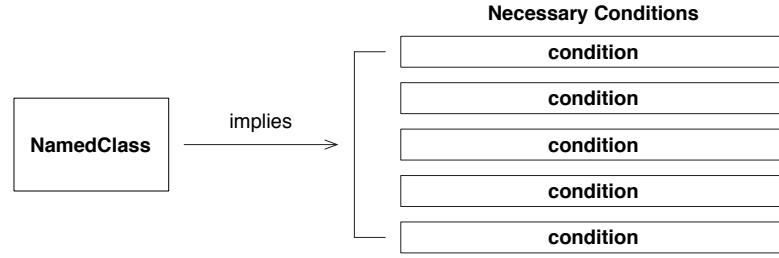 Necessary Conditions
condition
condition
implies
NamedClass
condition
condition
condition